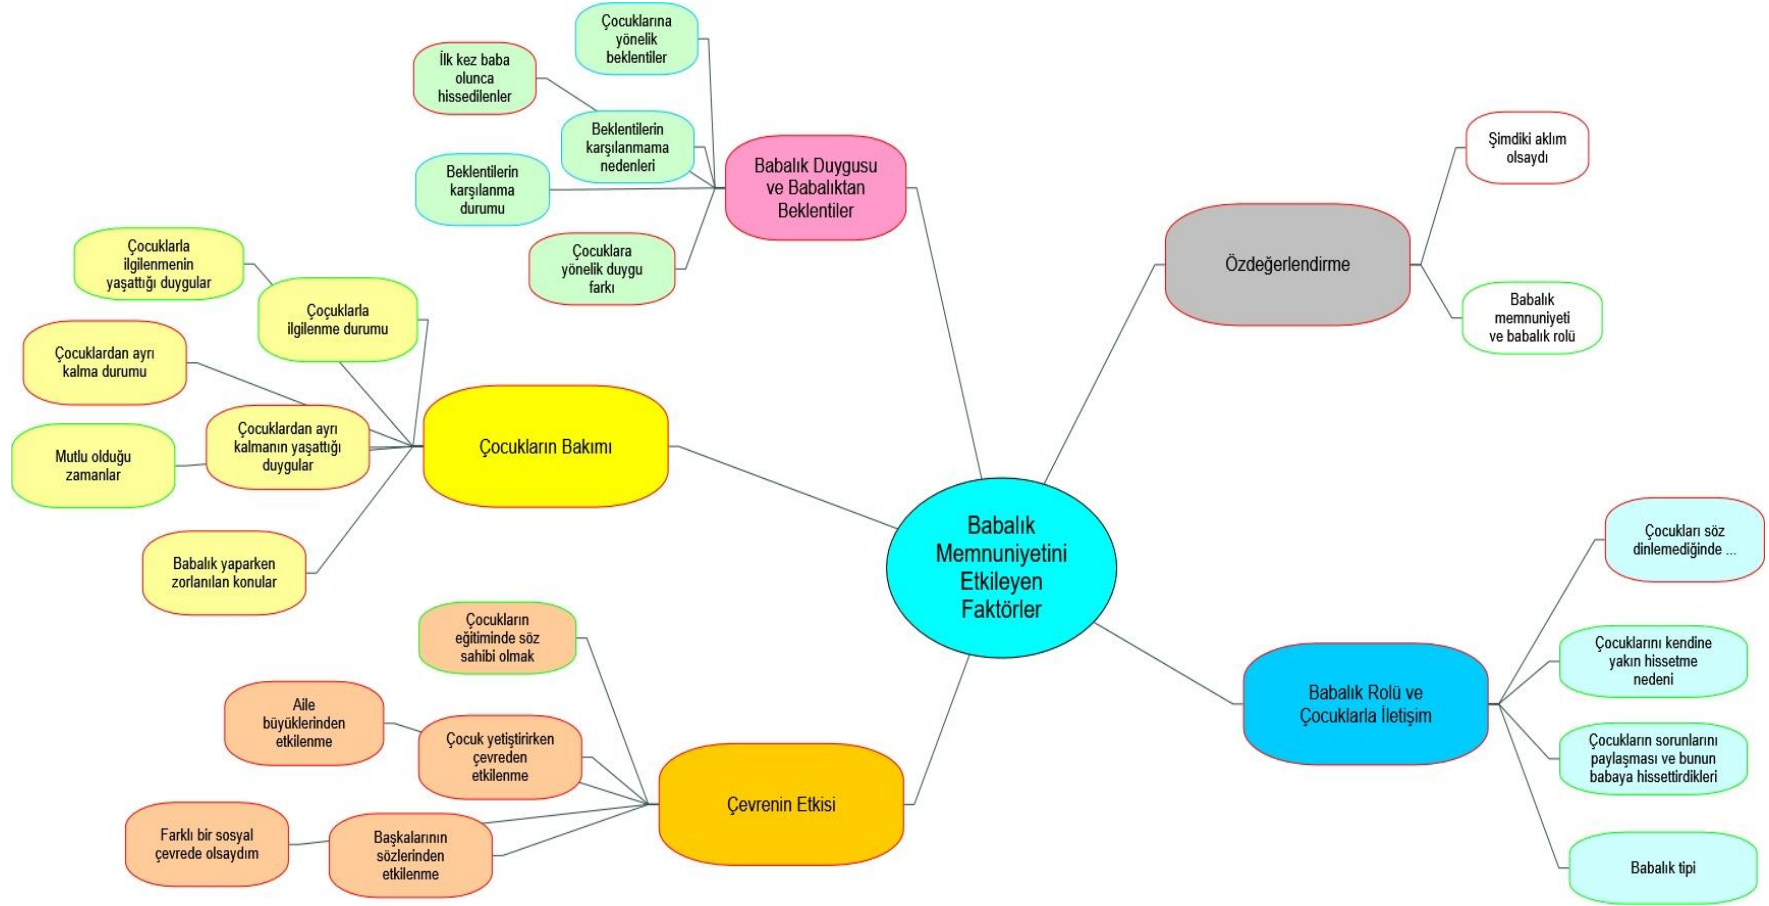 Çocuklarına
yönelik
beklentiler
İlk kez baba
olunca
hissedilenler
Beklentilerin
karşılanmama
nedenleri
Beklentilerin
karşılanma
durumu
Çocuklara
yönelik duygu
farkı
Babalık Duygusu
ve Babalıktan
Beklentiler
Şimdiki aklım
olsaydı
Özdeğerlendirme
Babalık
memnuniyeti
ve babalık rolü
Çocuklarla
ilgilenmenin
yaşattığı duygular
Çoçuklarla
ilgilenme durumu
Çocuklardan ayrı
kalma durumu
Çocuklardan ayrı
kalmanın yaşattığı
duygular
Mutlu olduğu
zamanlar
Babalık yaparken
zorlanılan konular
Çocukların Bakımı
Babalık
Memnuniyetini
Etkileyen
Faktörler
Çocukların
eğitiminde söz
sahibi olmak
Aile
büyüklerinden
etkilenme
Çocuk yetiştirirken
çevreden
etkilenme
Farklı bir sosyal
çevrede olsaydım
Başkalarının
sözlerinden
etkilenme
Çevrenin Etkisi
Babalık Rolü ve
Çocuklarla İletişim
Çocukları söz
dinlemediğinde ...
Çocuklarını kendine
yakın hissetme
nedeni
Çocukların sorunlarını
paylaşması ve bunun
babaya hissettirdikleri
Babalık tipi